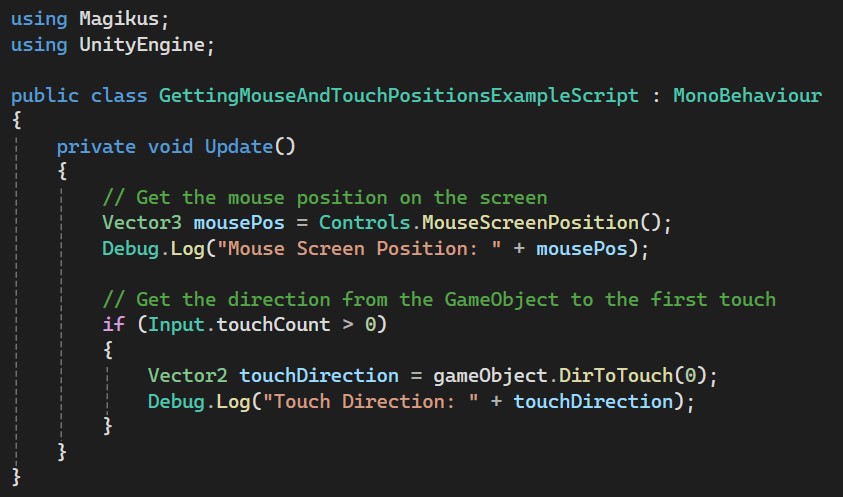 using Magikus;
using UnityEngine;

public class GettingMouseAndTouchPositionsExampleScript : MonoBehaviour
{
    private void Update()
    {
        // Get the mouse position on the screen
        Vector3 mousePos = Controls.MouseScreenPosition();
        Debug.Log("Mouse Screen Position: " + mousePos);

        // Get the direction from the GameObject to the first touch
        if (Input.touchCount > 0)
        {
            Vector2 touchDirection = gameObject.DirToTouch(0);
            Debug.Log("Touch Direction: " + touchDirection);
        }
    }
}